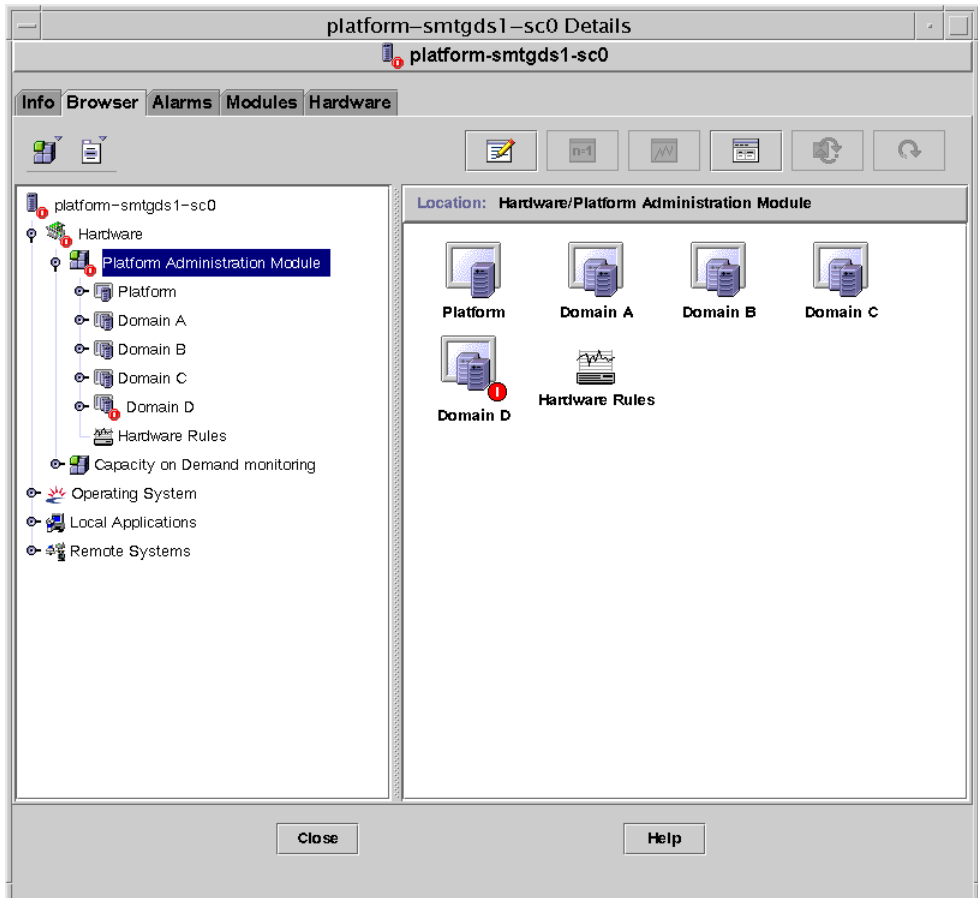 platform–smtgds1–sc0 Details
platform-smtgds1-sc0
Info Browser Alarms Modules Hardware
n=1
platform–smtgds1–sc0
Hardware
Platform Administration Module
Platform
Domain A
Domain B
Domain C
Domain D
Hardware Rules
Capacity on Demand monitoring
Operating System
Local Applications
Remote Systems
Location: Hardware/Platform Administration Module
Platform Domain A Domain B Domain C
Domain D Hardware Rules
Close Help